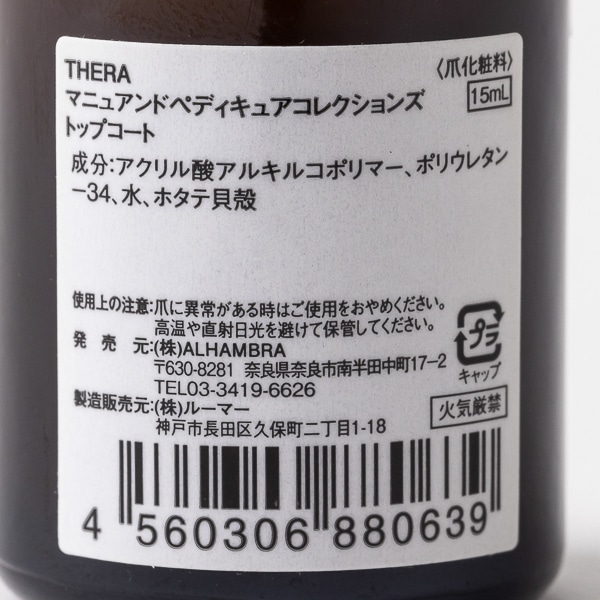 THERA 〈爪化粧料〉
マニュアンドペディキュアコレクションズ 15mL
トップコート
成分:アクリル酸アルキルコポリマー、ポリウレタン
－34、水、ホタテ貝殻
使用上の注意:爪に異常がある時はご使用をおやめください。
高温や直射日光を避けて保管してください。
発売元:(株)ALHAMBRA
〒630-8281 奈良県奈良市南半田中町17−2
TEL03-3419-6626
製造販売元:(株)ルーマー
神戸市長田区久保町二丁目1-18
プラ
キャップ
火気厳禁
4 560306 880639